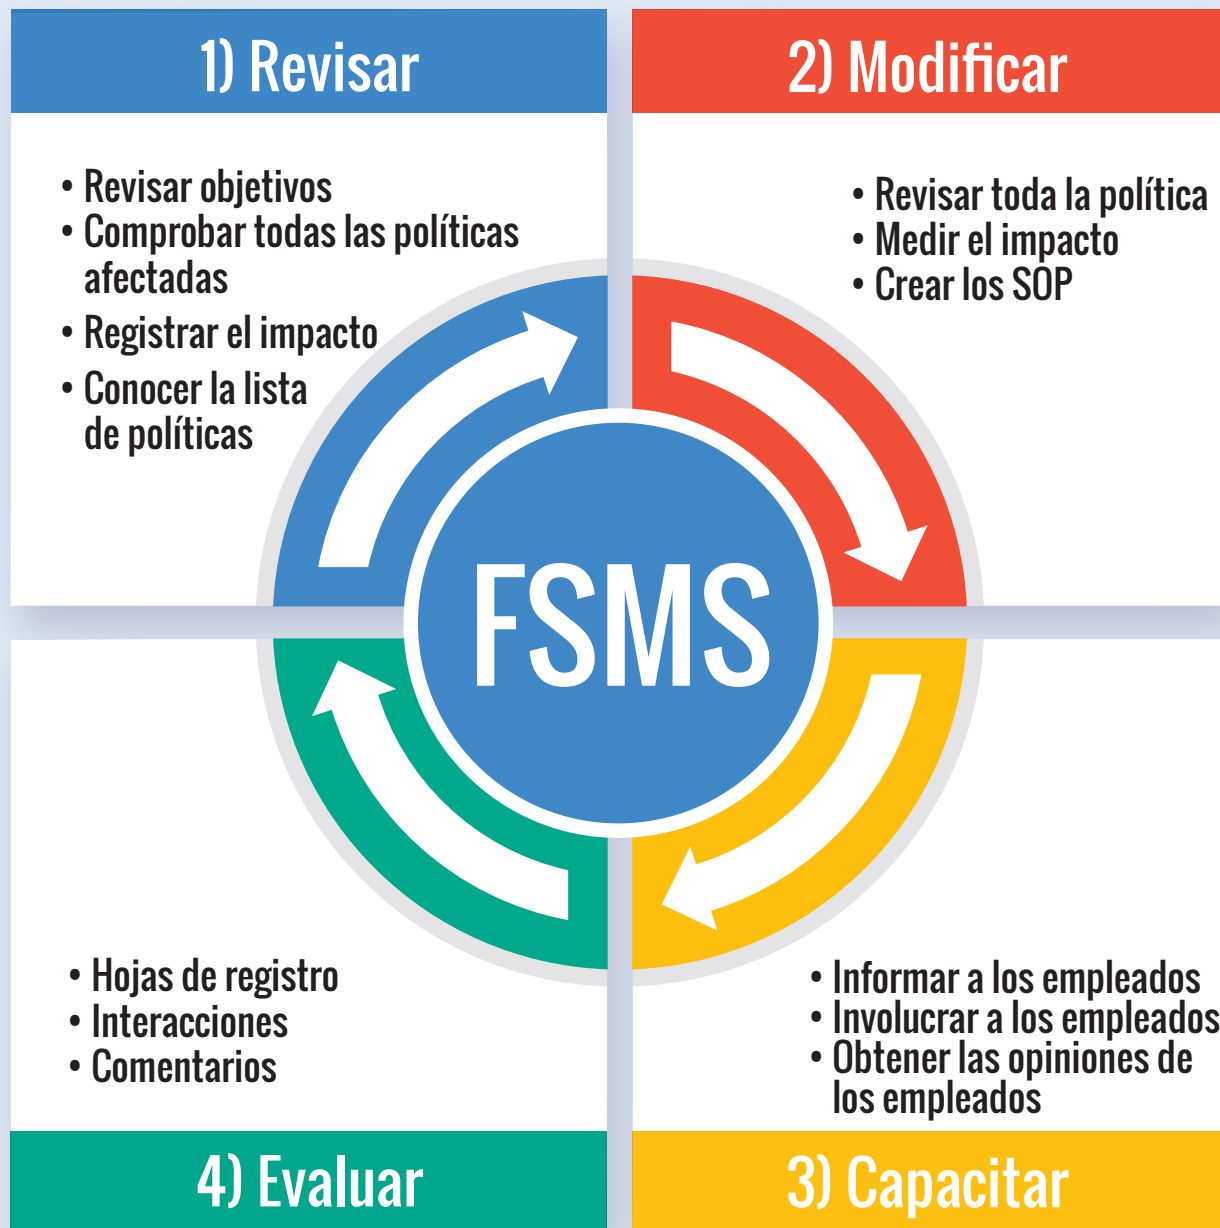 1) Revisar
• Revisar objetivos
• Comprobar todas las políticas
afectadas
• Registrar el impacto
• Conocer la lista
de políticas
2) Modificar
• Revisar toda la política
• Medir el impacto
• Crear los SOP
FSMS
• Informar a los empleados
• Involucrar a los empleados
• Obtener las opiniones de
los empleados
3) Capacitar
• Hojas de registro
• Interacciones
• Comentarios
4) Evaluar